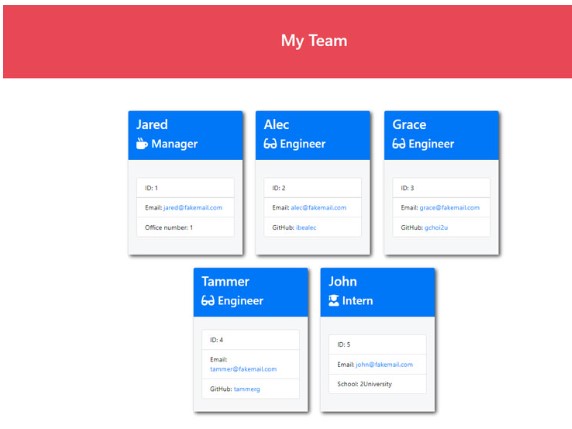 My Team
Jared
Manager
ID: 1
Email: jared@fakemail.com
Office number: 1
Alec
Engineer
ID: 2
Email: alec@fakemail.com
GitHub: ibealec
Grace
Engineer
ID: 3
Email: grace@fakemail.com
GitHub: gchoi2u
Tammer
Engineer
ID: 4
Email:
tammer@fakemail.com
GitHub: tammerg
John
Intern
ID: 5
Email: john@fakemail.com
School: 2University